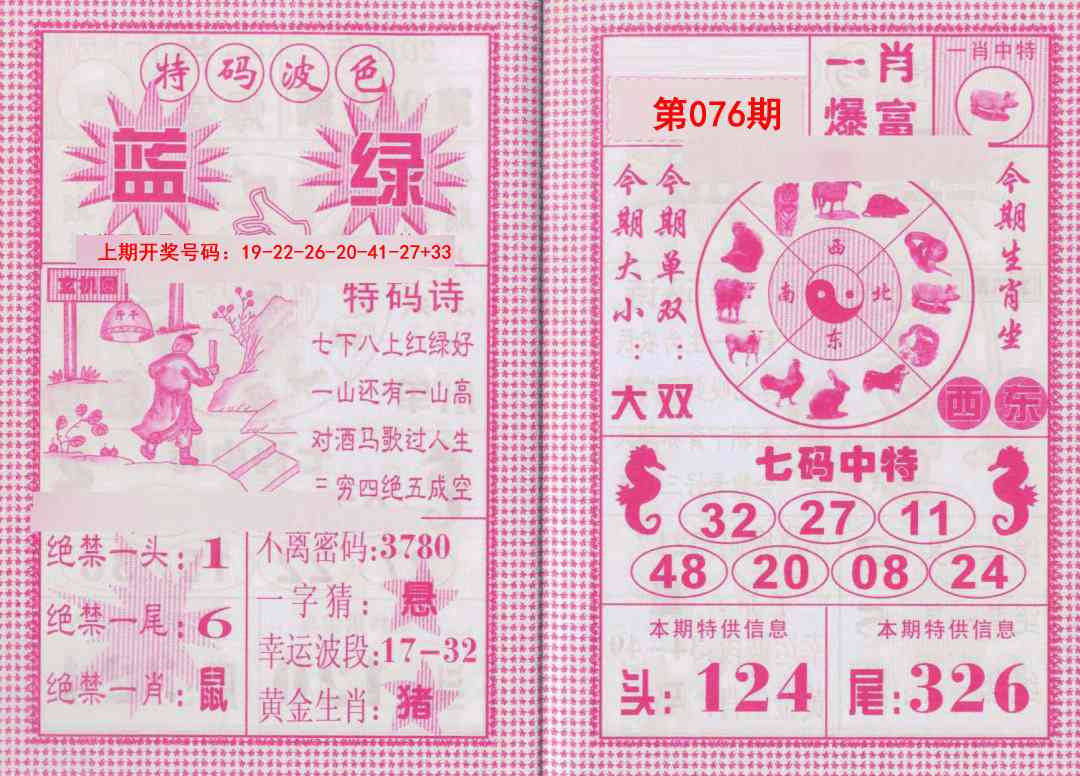 特码波色
蓝 绿
上期开奖号码：19-22-26-20-41-27+33
玄机图
特码诗
七下八上红绿好
一山还有一山高
对酒马歌过人生
三穷四绝五成空
绝禁一头：1
绝禁一尾：6
绝禁一肖：鼠
不离密码:3780
一字猜：悬
幸运波段:17-32
黄金生肖：猪
第076期
一肖
爆富
一肖中特
今期大小：大
今期单双：双
西
南 北
东
今期生肖坐
西 东
七码中特
32 27 11
48 20 08 24
本期特供信息
头：124
本期特供信息
尾：326